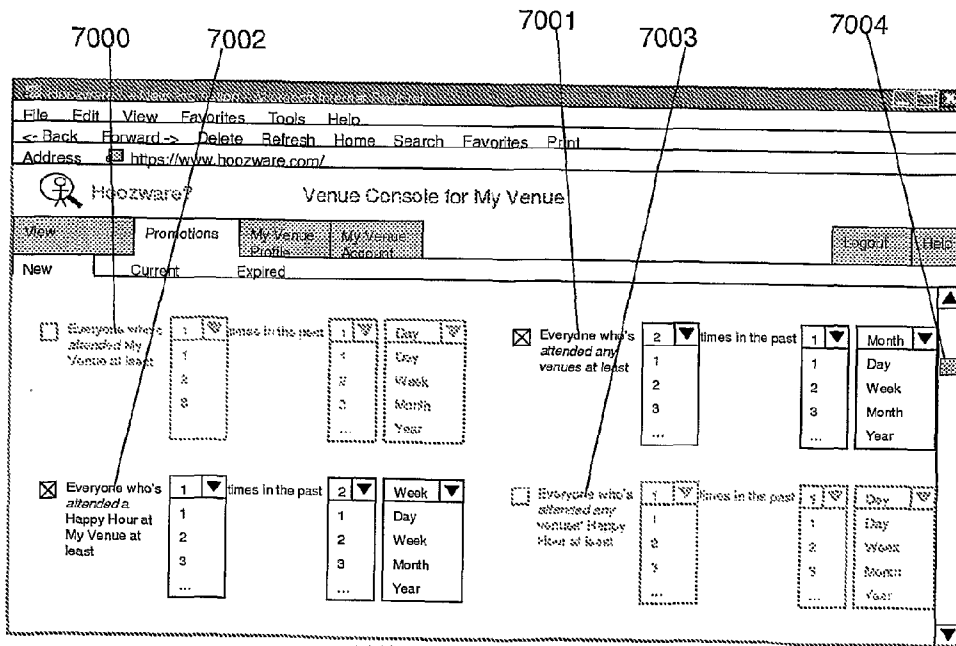 7000 7002 7001 7003 7004
File Edit View Favorites Tools Help
<- Back Forward -> Delete Refresh Home Search Favorites Print
Address https://www.hoozware.com/
Hoozware? Venue Console for My Venue
View Promotions My Venue Profile My Venue Account Logout Help
New Current Expired
Everyone who's attended My Venue at least
1 times in the past 1 Day
1 1 Day
2 2 Week
3 3 Month
... Year
Everyone who's attended any venues at least
2 times in the past 1 Month
1 1 Day
2 2 Week
3 3 Month
... ... Year
Everyone who's attended a Happy Hour at My Venue at least
1 times in the past 2 Week
1 1 Day
2 2 Week
3 3 Month
... ... Year
Everyone who's attended any venues' Happy Hour at least
1 times in the past 1 Day
1 1 Day
2 2 Week
3 3 Month
... ... Year